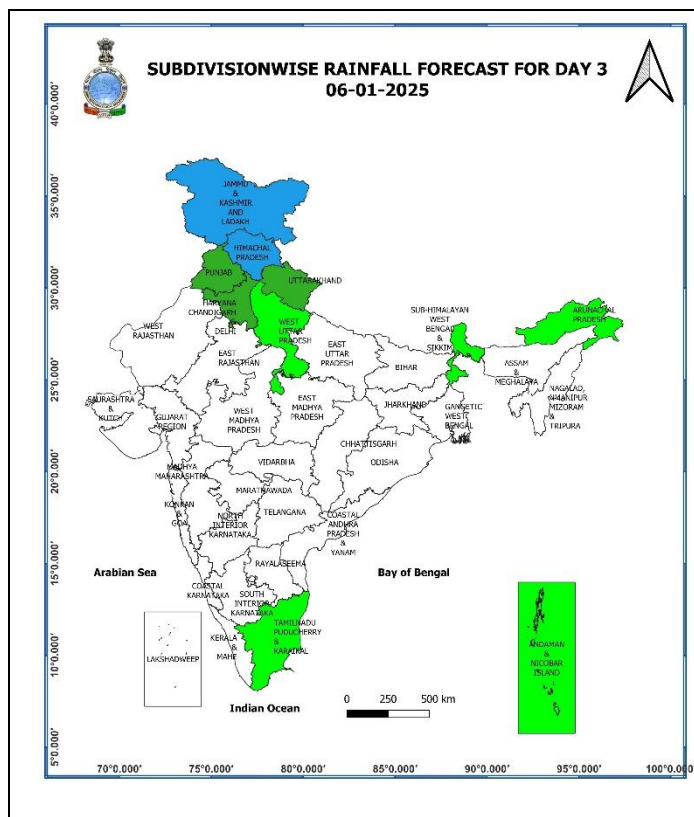 SUBDIVISIONWISE RAINFALL FORECAST FOR DAY 3
06-01-2025
40°0.000'
35°0.000'
30°0.000'
25°0.000'
20°0.000'
15°0.000'
10°0.000'
5°0.000'
JAMMU
&
KASHMIR
AND
LADAKH
HIMACHAL
PRADESH
PUNJAB
UTTARAKHAND
HARYANA
CHANDIGARH
DELHI
WEST
UTTAR
PRADESH
WEST
RAJASTHAN
EAST
RAJASTHAN
EAST
UTTAR
PRADESH
SUB-HIMALAYAN
WEST
BENGAL
&
SIKKIM
ARUNACHAL
PRADESH
BIHAR
ASSAM
&
MEGHALAYA
NAGALAD,
MANIPUR
MIZORAM
&
TRIPURA
SAURASHTRA
&
KUTCH
GUJARAT
REGION
WEST
MADHYA
PRADESH
EAST
MADHYA
PRADESH
JHARKHAND
GANGETIC
WEST
BENGAL
CHHATTISGARH
ODISHA
VIDARBHA
MADHYA
MAHARASHTRA
MARATHAWADA
KONKAN
&
GOA
NORTH
INTERIOR
KARNATAKA
TELANGANA
COASTAL
ANDHRA
PRADESH
&
YANAM
RAYALASEEMA
Arabian Sea
Bay of Bengal
COASTAL
KARNATAKA
SOUTH
INTERIOR
KARNATAKA
TAMILNADU
PUDUCHERRY
&
KARAIKAL
KERALA
&
MAHE
LAKSHADWEEP
ANDAMAN
&
NICOBAR
ISLAND
Indian Ocean
0 250 500 km
70°0.000' 75°0.000' 80°0.000' 85°0.000' 90°0.000' 95°0.000' 100°0.000'